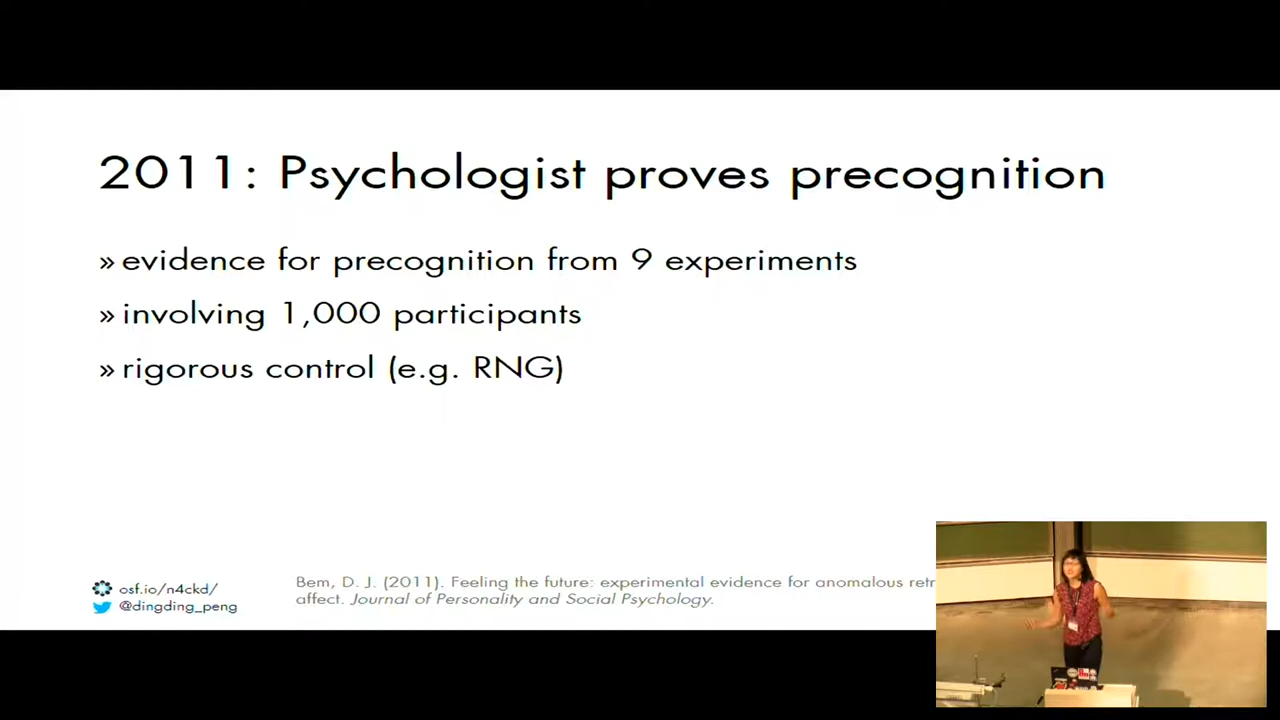 2011: Psychologist proves precognition
» evidence for precognition from 9 experiments
» involving 1,000 participants
» rigorous control (e.g. RNG)
osf.io/n4ckd/
@dingding_peng
Bem, D. J. (2011). Feeling the future: experimental evidence for anomalous retr
affect. Journal of Personality and Social Psychology.